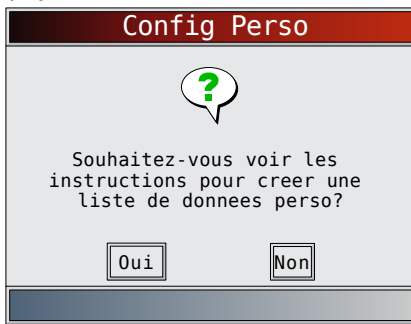 Config Perso
?
Souhaitez-vous voir les
instructions pour creer une
liste de donnees perso?
Oui Non